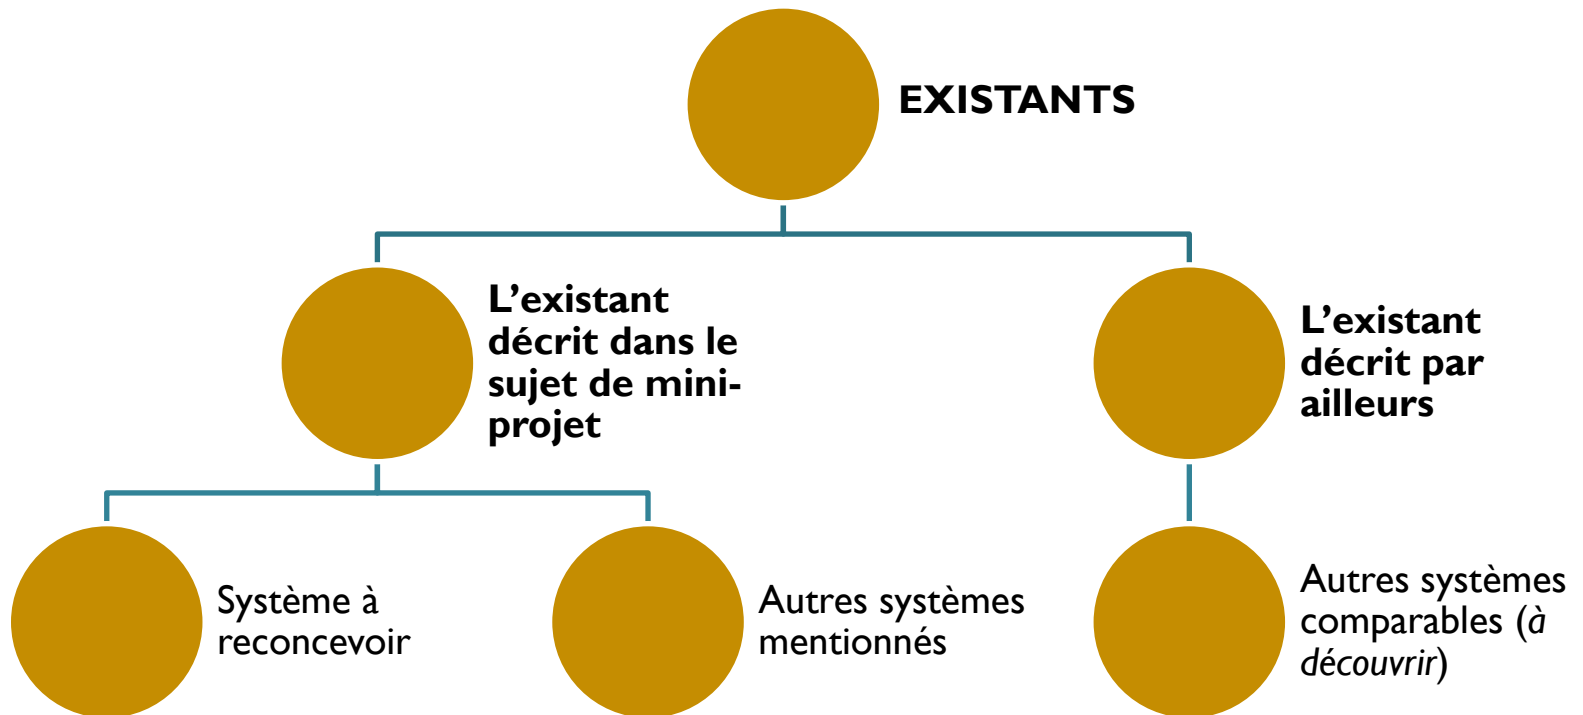 EXISTANTS
L’existant
décrit dans le
sujet de mini-
projet
L’existant
décrit par
ailleurs
Système à
reconcevoir
Autres systèmes
mentionnés
Autres systèmes
comparables (à
découvrir)